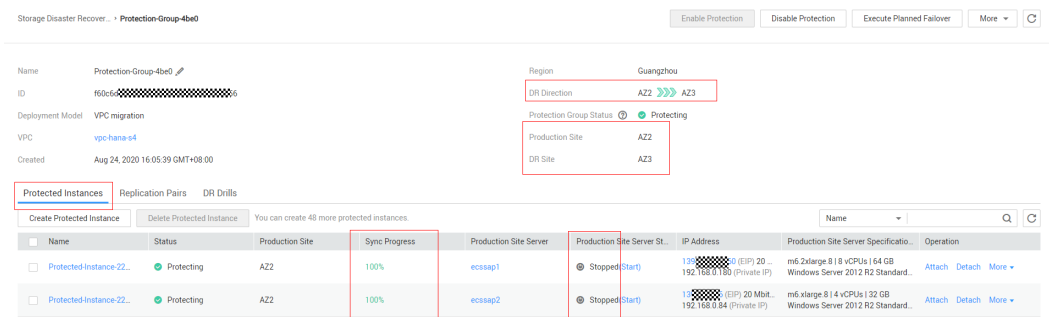 Storage Disaster Recover... › Protection-Group-4be0
Enable Protection Disable Protection Execute Planned Failover More
Name Protection-Group-4be0
Region Guangzhou
ID f60c6d 36
DR Direction AZ2 AZ3
Deployment Model VPC migration
Protection Group Status ? Protecting
VPC vpc-hana-s4
Production Site AZ2
DR Site AZ3
Created Aug 24, 2020 16:05:39 GMT+08:00
Protected Instances Replication Pairs DR Drills
Create Protected Instance Delete Protected Instance You can create 48 more protected instances. Name
Name Status Production Site Sync Progress Production Site Server Production Site Server St... IP Address Production Site Server Specificatio... Operation
Protected-Instance-22... Protecting AZ2 100% ecssap1 Stopped(Start) 139 50 (EIP) 20 ... m6.2xlarge.8 | 8 vCPUs | 64 GB Attach Detach More
192.168.0.180 (Private IP) Windows Server 2012 R2 Standard...
Protected-Instance-22... Protecting AZ2 100% ecssap2 Stopped(Start) 13 (EIP) 20 Mbit... m6.xlarge.8 | 4 vCPUs | 32 GB Attach Detach More
192.168.0.84 (Private IP) Windows Server 2012 R2 Standard...